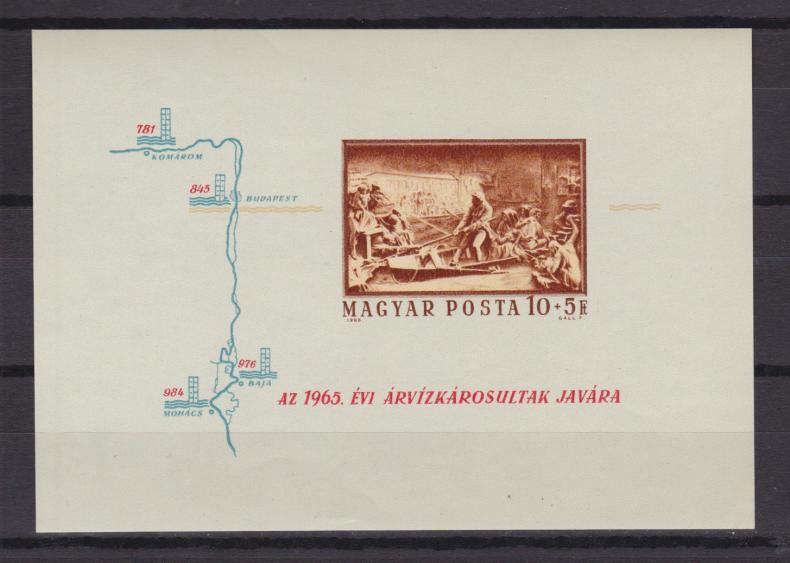 781
KOMÁROM
845
BUDAPEST
MAGYAR POSTA 10+5F
1965. GÁLL F.
976
BAJA
984
MOHÁCS
AZ 1965. ÉVI ÁRVÍZKÁROSULTAK JAVÁRA